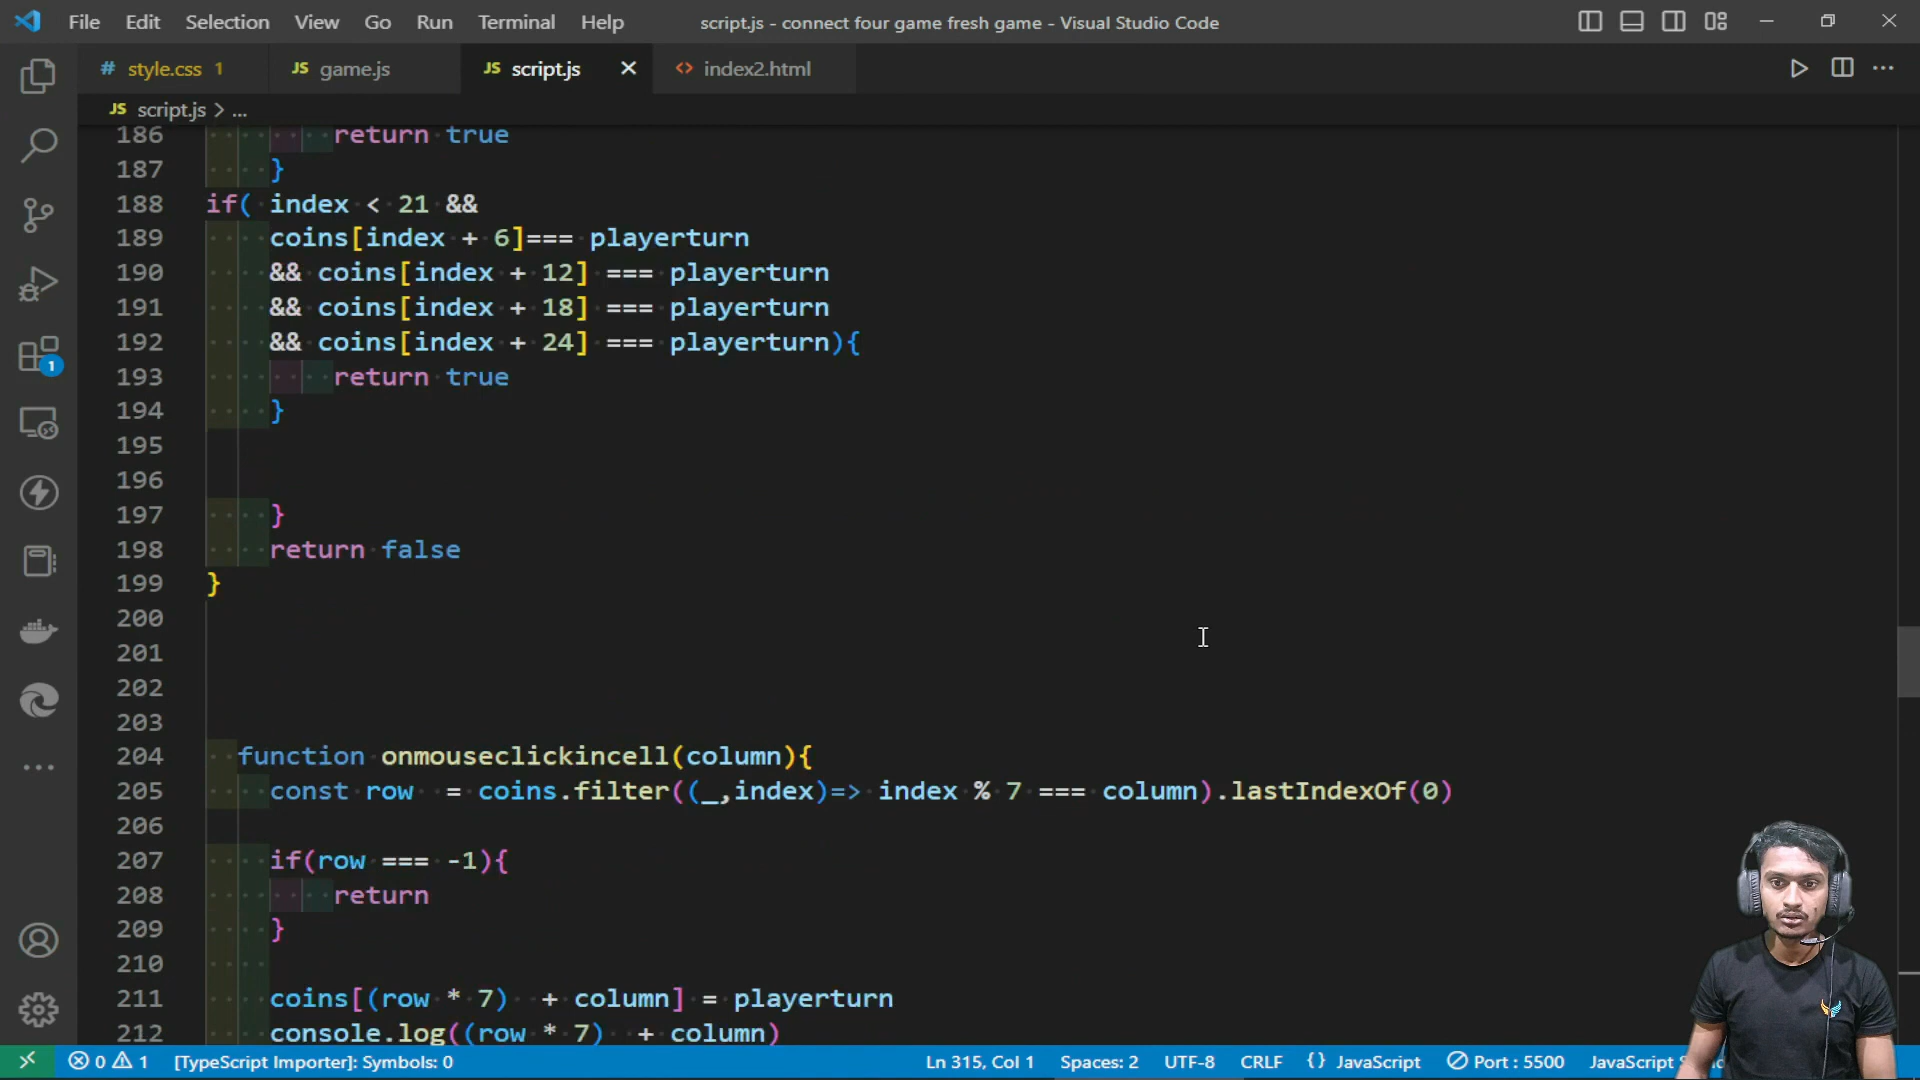 File Edit Selection View Go Run Terminal Help script.js - connect four game fresh game - Visual Studio Code
# style.css 1 JS game.js JS script.js × <> index2.html
JS script.js > ...
186 return true
187 }
188 if( index < 21 &&
189 coins[index + 6]=== playerturn
190 && coins[index + 12] === playerturn
191 && coins[index + 18] === playerturn
192 && coins[index + 24] === playerturn){
193 return true
194 }
195
196
197 }
198 return false
199 }
200
201
202
203
204 function onmouseclickincell(column){
205 const row = coins.filter((_,index)=> index % 7 === column).lastIndexOf(0)
206
207 if(row === -1){
208 return
209 }
210
211 coins[(row * 7) + column] = playerturn
212 console.log((row * 7) + column)
1
0 1 [TypeScript Importer]: Symbols: 0 Ln 315, Col 1 Spaces: 2 UTF-8 CRLF {} JavaScript Port : 5500 JavaScript